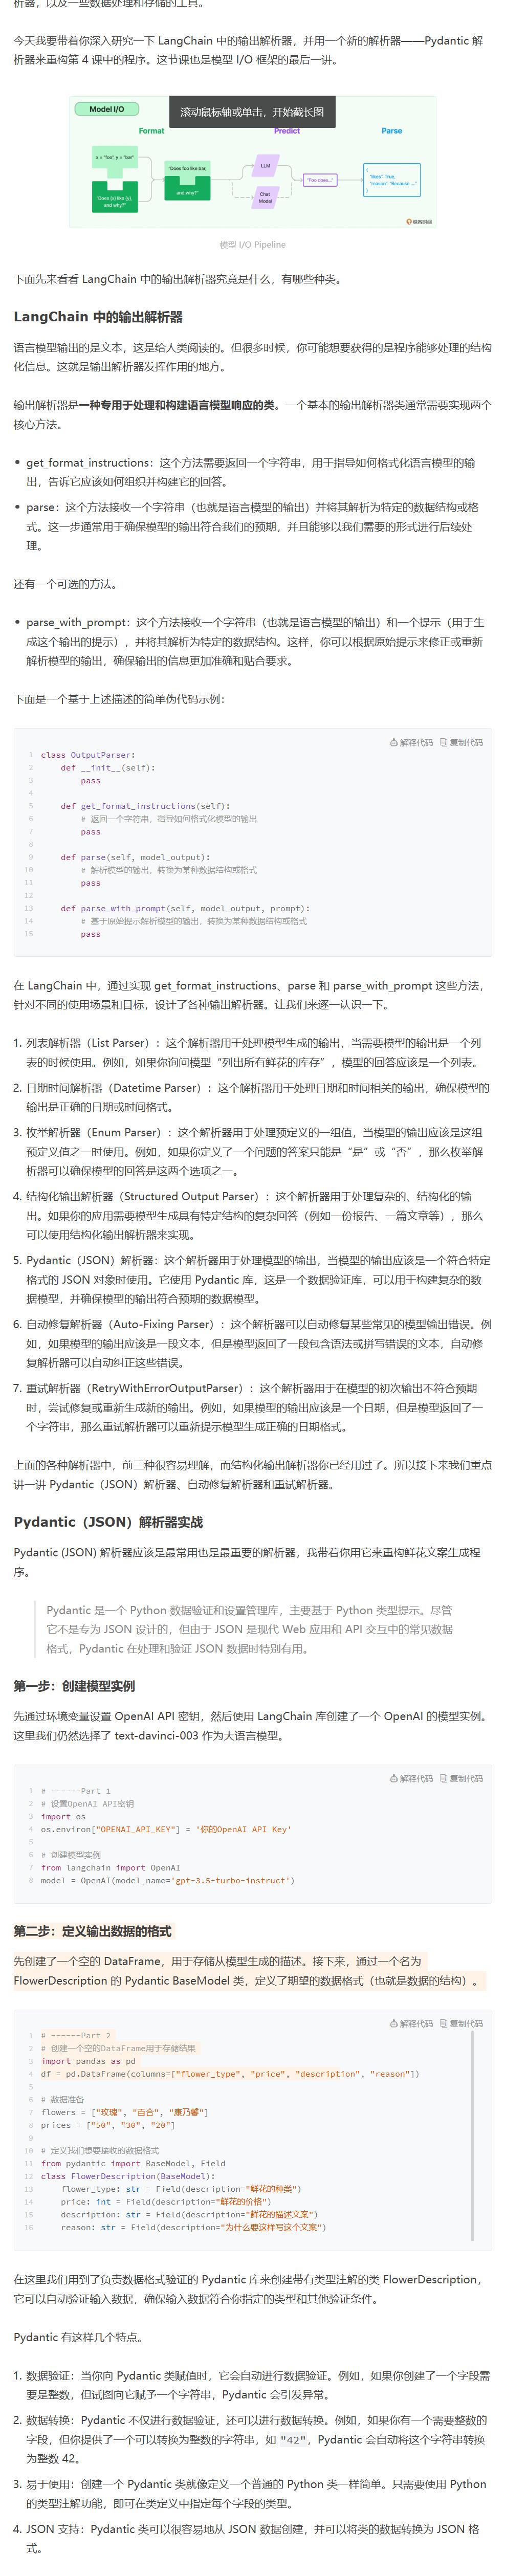 析器，以及一些数据处理和存储的工具。
今天我要带着你深入研究一下 LangChain 中的输出解析器，并用一个新的解析器——Pydantic 解
析器来重构第 4 课中的程序。这节课也是模型 I/O 框架的最后一讲。
Model I/O
滚动鼠标轴或单击，开始截长图
Format
Predict
Parse
x = "foo", y = "bar"
"Does {x} like {y},
and why?"
"Does foo like bar,
and why?"
LLM
Chat
Model
"Foo does..."
{
"likes": True,
"reason": "Because ..."
}
极客时间
模型 I/O Pipeline
下面先来看看 LangChain 中的输出解析器究竟是什么，有哪些种类。
LangChain 中的输出解析器
语言模型输出的是文本，这是给人类阅读的。但很多时候，你可能想要获得的是程序能够处理的结构
化信息。这就是输出解析器发挥作用的地方。
输出解析器是一种专用于处理和构建语言模型响应的类。一个基本的输出解析器类通常需要实现两个
核心方法。
• get_format_instructions：这个方法需要返回一个字符串，用于指导如何格式化语言模型的输
出，告诉它应该如何组织并构建它的回答。
• parse：这个方法接收一个字符串（也就是语言模型的输出）并将其解析为特定的数据结构或格
式。这一步通常用于确保模型的输出符合我们的预期，并且能够以我们需要的形式进行后续处
理。
还有一个可选的方法。
• parse_with_prompt：这个方法接收一个字符串（也就是语言模型的输出）和一个提示（用于生
成这个输出的提示），并将其解析为特定的数据结构。这样，你可以根据原始提示来修正或重新
解析模型的输出，确保输出的信息更加准确和贴合要求。
下面是一个基于上述描述的简单伪代码示例：
解释代码 复制代码
1 class OutputParser:
2 def __init__(self):
3 pass
4
5 def get_format_instructions(self):
6 # 返回一个字符串，指导如何格式化模型的输出
7 pass
8
9 def parse(self, model_output):
10 # 解析模型的输出，转换为某种数据结构或格式
11 pass
12
13 def parse_with_prompt(self, model_output, prompt):
14 # 基于原始提示解析模型的输出，转换为某种数据结构或格式
15 pass
在 LangChain 中，通过实现 get_format_instructions、parse 和 parse_with_prompt 这些方法，
针对不同的使用场景和目标，设计了各种输出解析器。让我们来逐一认识一下。
1. 列表解析器（List Parser）：这个解析器用于处理模型生成的输出，当需要模型的输出是一个列
表的时候使用。例如，如果你询问模型“列出所有鲜花的库存”，模型的回答应该是一个列表。
2. 日期时间解析器（Datetime Parser）：这个解析器用于处理日期和时间相关的输出，确保模型的
输出是正确的日期或时间格式。
3. 枚举解析器（Enum Parser）：这个解析器用于处理预定义的一组值，当模型的输出应该是这组
预定义值之一时使用。例如，如果你定义了一个问题的答案只能是“是”或“否”，那么枚举解
析器可以确保模型的回答是这两个选项之一。
4. 结构化输出解析器（Structured Output Parser）：这个解析器用于处理复杂的、结构化的输
出。如果你的应用需要模型生成具有特定结构的复杂回答（例如一份报告、一篇文章等），那么
可以使用结构化输出解析器来实现。
5. Pydantic（JSON）解析器：这个解析器用于处理模型的输出，当模型的输出应该是一个符合特定
格式的 JSON 对象时使用。它使用 Pydantic 库，这是一个数据验证库，可以用于构建复杂的数
据模型，并确保模型的输出符合预期的数据模型。
6. 自动修复解析器（Auto-Fixing Parser）：这个解析器可以自动修复某些常见的模型输出错误。例
如，如果模型的输出应该是一段文本，但是模型返回了一段包含语法或拼写错误的文本，自动修
复解析器可以自动纠正这些错误。
7. 重试解析器（RetryWithErrorOutputParser）：这个解析器用于在模型的初次输出不符合预期
时，尝试修复或重新生成新的输出。例如，如果模型的输出应该是一个日期，但是模型返回了一
个字符串，那么重试解析器可以重新提示模型生成正确的日期格式。
上面的各种解析器中，前三种很容易理解，而结构化输出解析器你已经用过了。所以接下来我们重点
讲一讲 Pydantic（JSON）解析器、自动修复解析器和重试解析器。
Pydantic（JSON）解析器实战
Pydantic (JSON) 解析器应该是最常用也是最重要的解析器，我带着你用它来重构鲜花文案生成程
序。
Pydantic 是一个 Python 数据验证和设置管理库，主要基于 Python 类型提示。尽管
它不是专为 JSON 设计的，但由于 JSON 是现代 Web 应用和 API 交互中的常见数据
格式，Pydantic 在处理和验证 JSON 数据时特别有用。
第一步：创建模型实例
先通过环境变量设置 OpenAI API 密钥，然后使用 LangChain 库创建了一个 OpenAI 的模型实例。
这里我们仍然选择了 text-davinci-003 作为大语言模型。
解释代码 复制代码
1 # ------Part 1
2 # 设置OpenAI API密钥
3 import os
4 os.environ["OPENAI_API_KEY"] = '你的OpenAI API Key'
5
6 # 创建模型实例
7 from langchain import OpenAI
8 model = OpenAI(model_name='gpt-3.5-turbo-instruct')
第二步：定义输出数据的格式
先创建了一个空的 DataFrame，用于存储从模型生成的描述。接下来，通过一个名为
FlowerDescription 的 Pydantic BaseModel 类，定义了期望的数据格式（也就是数据的结构）。
解释代码 复制代码
1 # ------Part 2
2 # 创建一个空的DataFrame用于存储结果
3 import pandas as pd
4 df = pd.DataFrame(columns=["flower_type", "price", "description", "reason"])
5
6 # 数据准备
7 flowers = ["玫瑰", "百合", "康乃馨"]
8 prices = ["50", "30", "20"]
9
10 # 定义我们想要接收的数据格式
11 from pydantic import BaseModel, Field
12 class FlowerDescription(BaseModel):
13 flower_type: str = Field(description="鲜花的种类")
14 price: int = Field(description="鲜花的价格")
15 description: str = Field(description="鲜花的描述文案")
16 reason: str = Field(description="为什么要这样写这个文案")
在这里我们用到了负责数据格式验证的 Pydantic 库来创建带有类型注解的类 FlowerDescription，
它可以自动验证输入数据，确保输入数据符合你指定的类型和其他验证条件。
Pydantic 有这样几个特点。
1. 数据验证：当你向 Pydantic 类赋值时，它会自动进行数据验证。例如，如果你创建了一个字段需
要是整数，但试图向它赋予一个字符串，Pydantic 会引发异常。
2. 数据转换：Pydantic 不仅进行数据验证，还可以进行数据转换。例如，如果你有一个需要整数的
字段，但你提供了一个可以转换为整数的字符串，如 "42"，Pydantic 会自动将这个字符串转换
为整数 42。
3. 易于使用：创建一个 Pydantic 类就像定义一个普通的 Python 类一样简单。只需要使用 Python
的类型注解功能，即可在类定义中指定每个字段的类型。
4. JSON 支持：Pydantic 类可以很容易地从 JSON 数据创建，并可以将类的数据转换为 JSON 格
式。